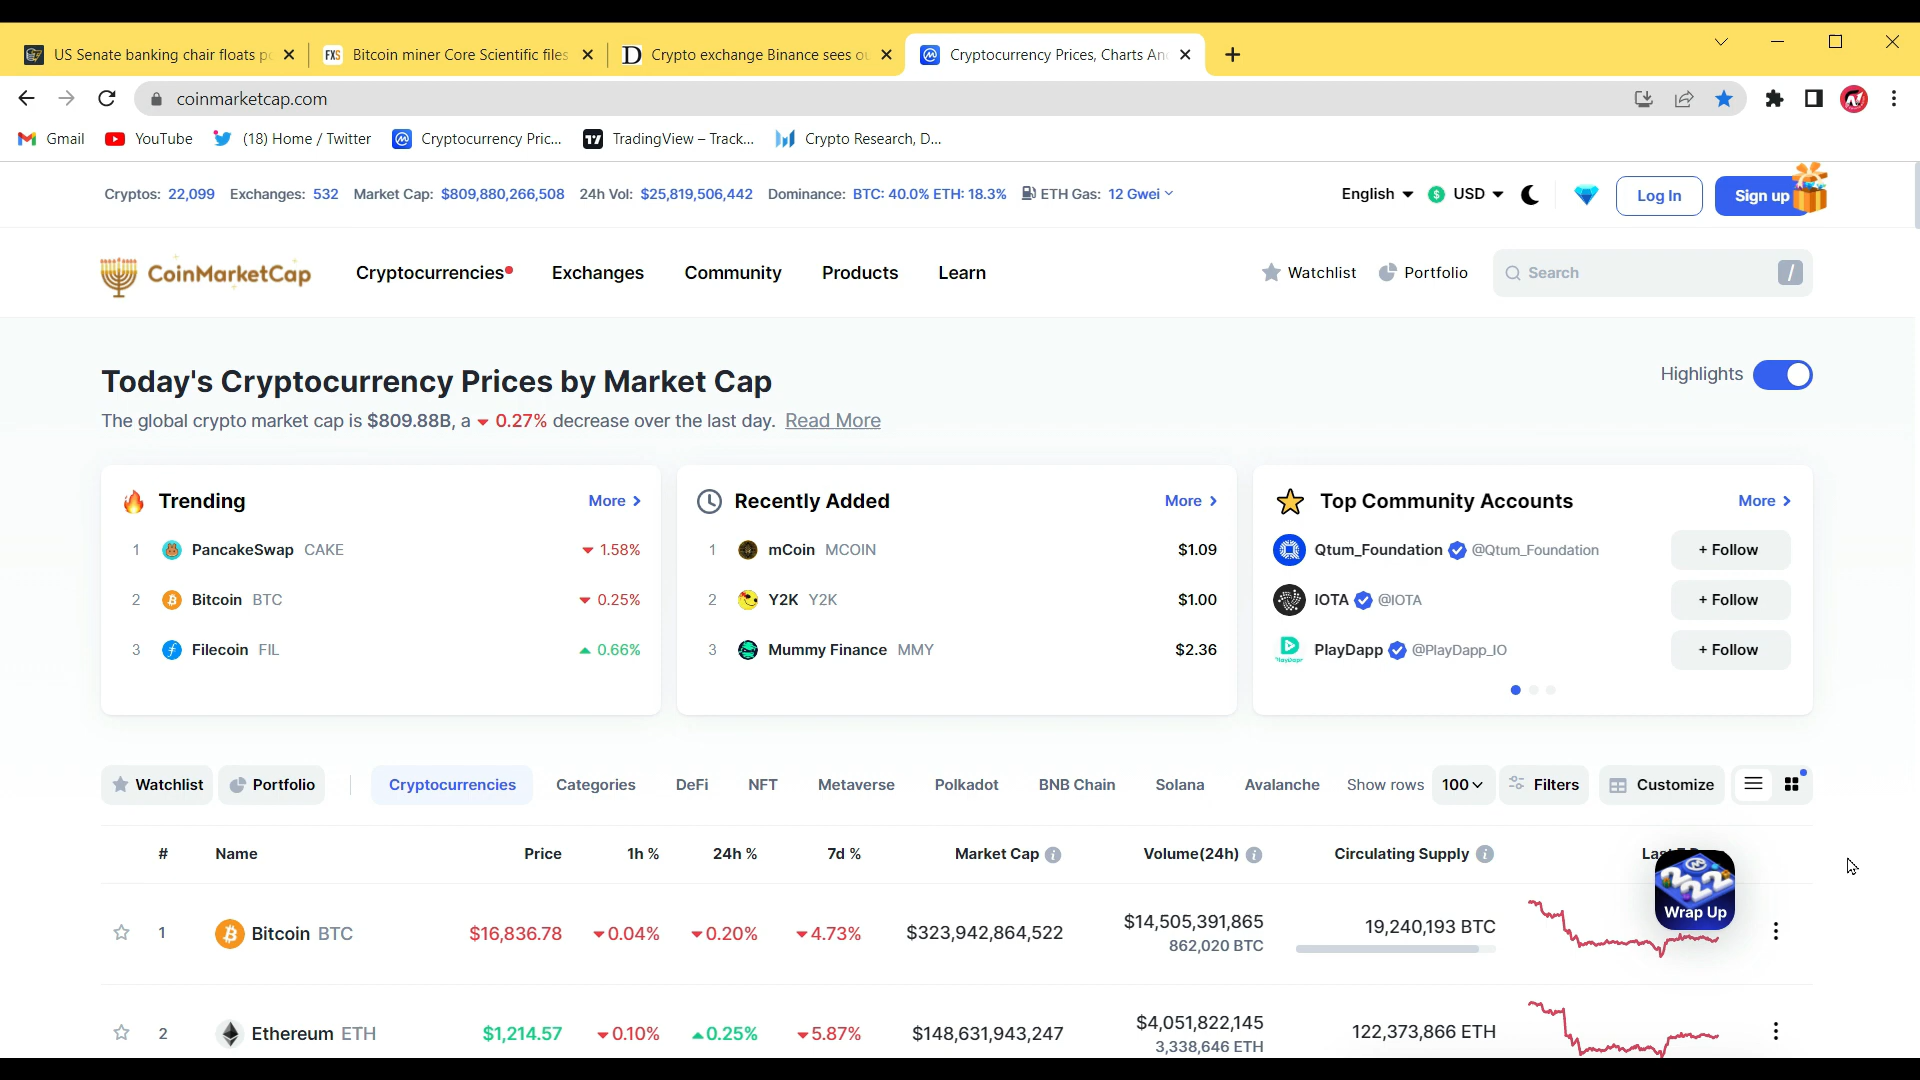 US Senate banking chair floats p
Bitcoin miner Core Scientific files
Crypto exchange Binance sees ou
Cryptocurrency Prices, Charts An
coinmarketcap.com
Gmail
YouTube
(18) Home / Twitter
Cryptocurrency Pric...
TradingView – Track...
Crypto Research, D...
Cryptos: 22,099 Exchanges: 532 Market Cap: $809,880,266,508 24h Vol: $25,819,506,442 Dominance: BTC: 40.0% ETH: 18.3% ETH Gas: 12 Gwei
English
$ USD
Log In
Sign up
CoinMarketCap
Cryptocurrencies
Exchanges
Community
Products
Learn
Watchlist
Portfolio
Search /
Today's Cryptocurrency Prices by Market Cap
Highlights
The global crypto market cap is $809.88B, a 0.27% decrease over the last day. Read More
Trending More
1 PancakeSwap CAKE 1.58%
2 Bitcoin BTC 0.25%
3 Filecoin FIL 0.66%
Recently Added More
1 mCoin MCOIN $1.09
2 Y2K Y2K $1.00
3 Mummy Finance MMY $2.36
Top Community Accounts More
Qtum_Foundation @Qtum_Foundation + Follow
IOTA @IOTA + Follow
PlayDapp @PlayDapp_IO + Follow
Watchlist
Portfolio
Cryptocurrencies
Categories
DeFi
NFT
Metaverse
Polkadot
BNB Chain
Solana
Avalanche
Show rows 100
Filters
Customize
# Name Price 1h % 24h % 7d % Market Cap Volume(24h) Circulating Supply
2022
Wrap Up
1 Bitcoin BTC $16,836.78 0.04% 0.20% 4.73% $323,942,864,522 $14,505,391,865 19,240,193 BTC
862,020 BTC
2 Ethereum ETH $1,214.57 0.10% 0.25% 5.87% $148,631,943,247 $4,051,822,145 122,373,866 ETH
3,338,646 ETH